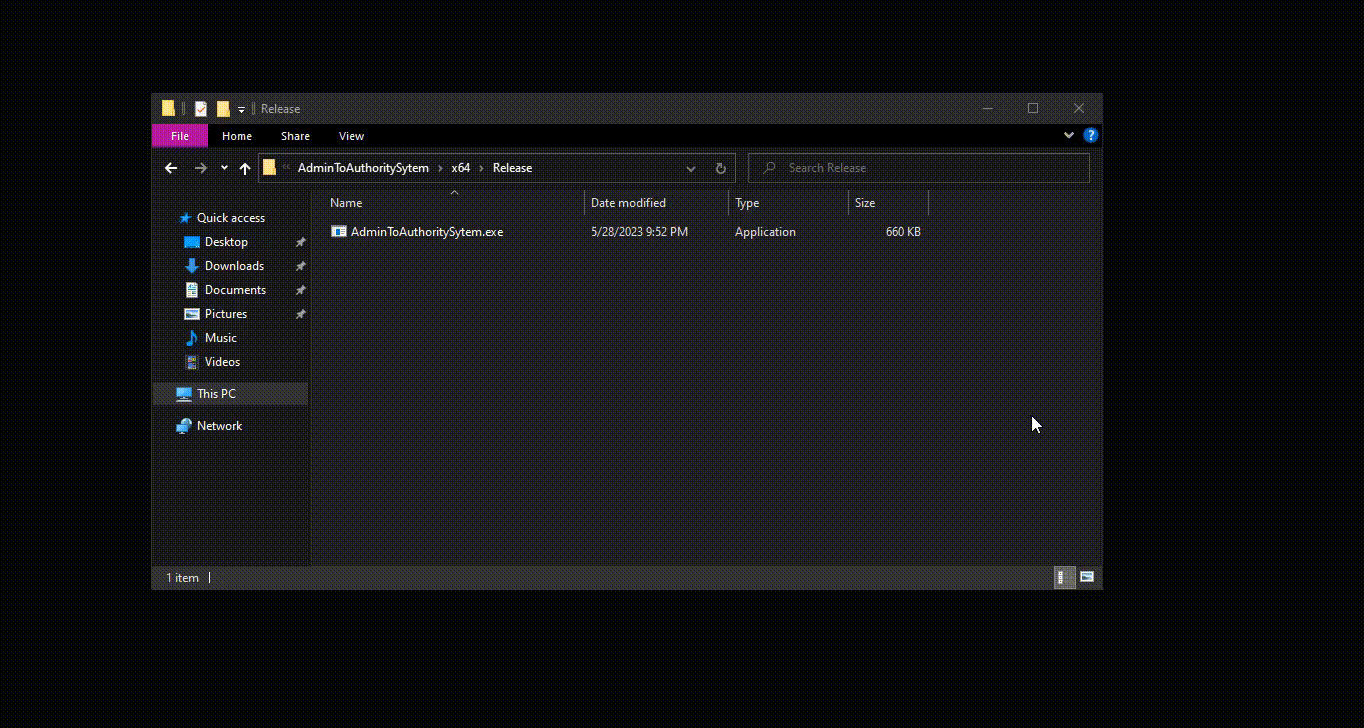 Release
File Home Share View
AdminToAuthoritySytem x64 Release Search Release
Name Date modified Type Size
AdminToAuthoritySytem.exe 5/28/2023 9:52 PM Application 660 KB
Quick access
Desktop
Downloads
Documents
Pictures
Music
Videos
This PC
Network
1 item